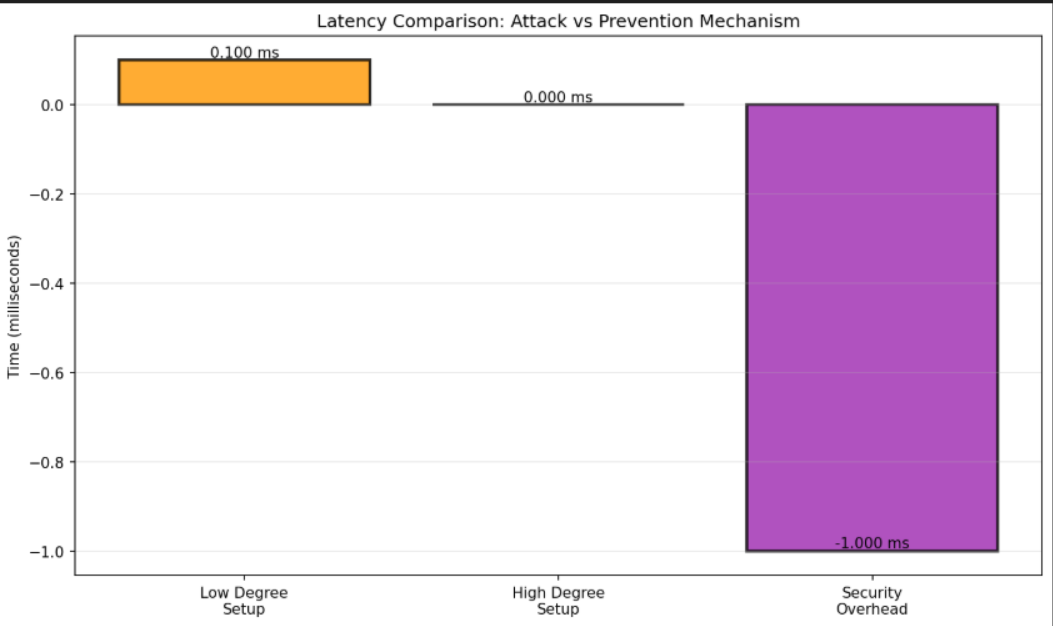 Latency Comparison: Attack vs Prevention Mechanism
0.100 ms
0.000 ms
-1.000 ms
Time (milliseconds)
0.0
−0.2
−0.4
−0.6
−0.8
−1.0
Low Degree
Setup
High Degree
Setup
Security
Overhead